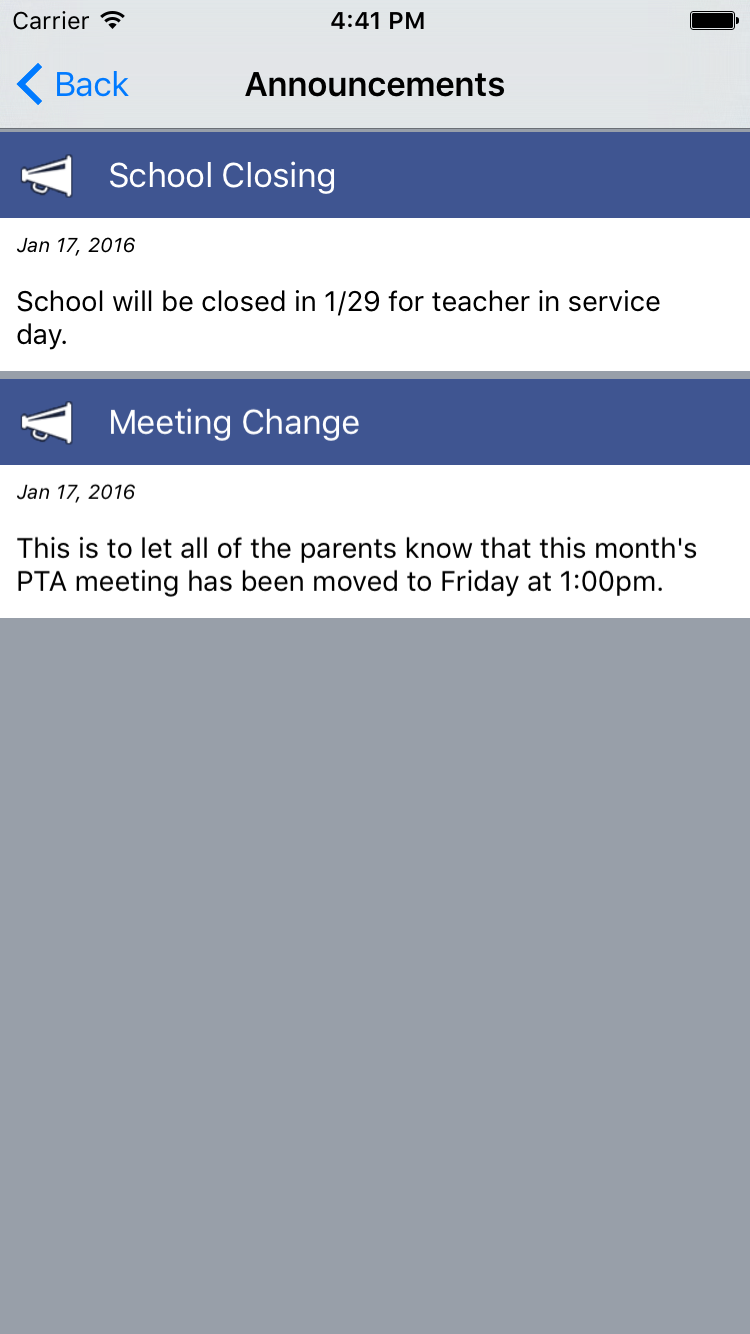 Carrier 4:41 PM
Back Announcements
School Closing
Jan 17, 2016
School will be closed in 1/29 for teacher in service
day.
Meeting Change
Jan 17, 2016
This is to let all of the parents know that this month's
PTA meeting has been moved to Friday at 1:00pm.